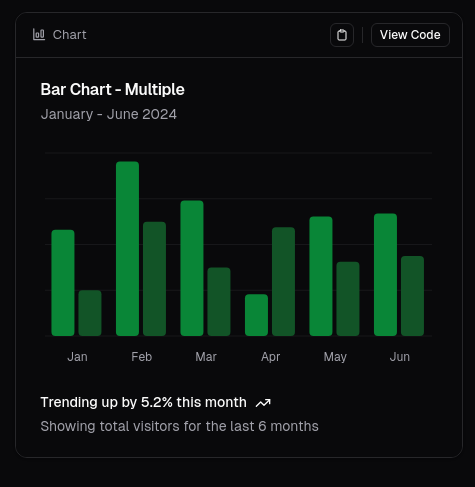 Chart
View Code
Bar Chart - Multiple
January - June 2024
Jan Feb Mar Apr May Jun
Trending up by 5.2% this month
Showing total visitors for the last 6 months